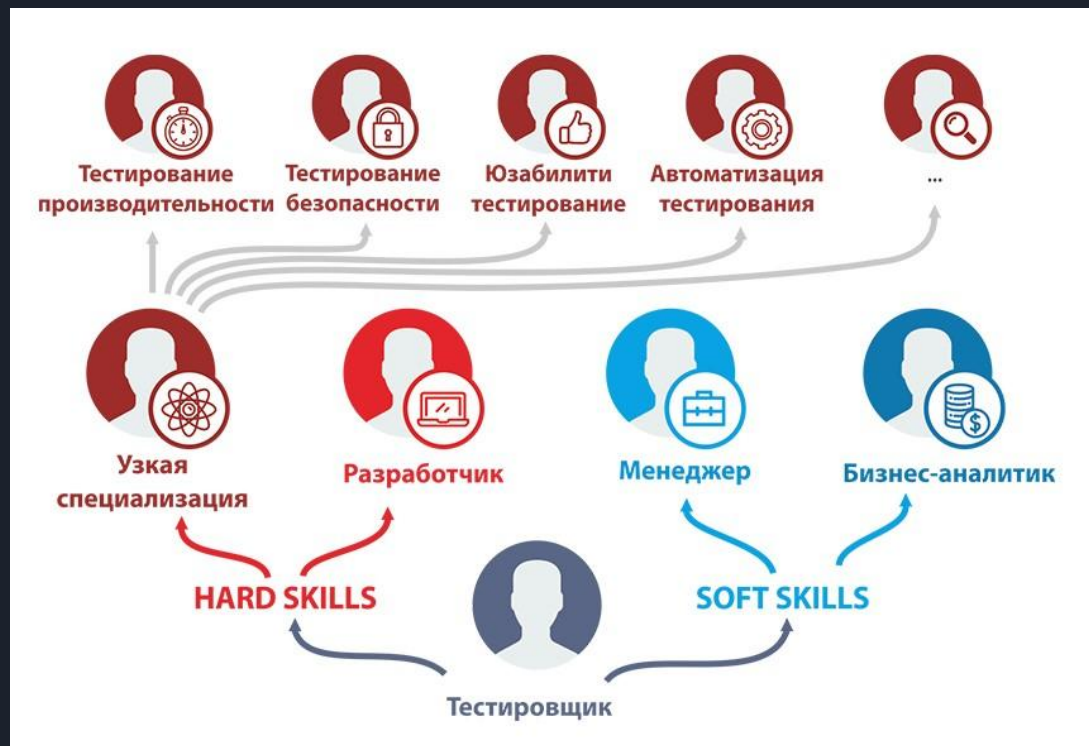 Тестирование
производительности
Тестирование
безопасности
Юзабилити
тестирование
Автоматизация
тестирования
...
Узкая
специализация
Разработчик
Менеджер
Бизнес-аналитик
HARD SKILLS
SOFT SKILLS
Тестировщик